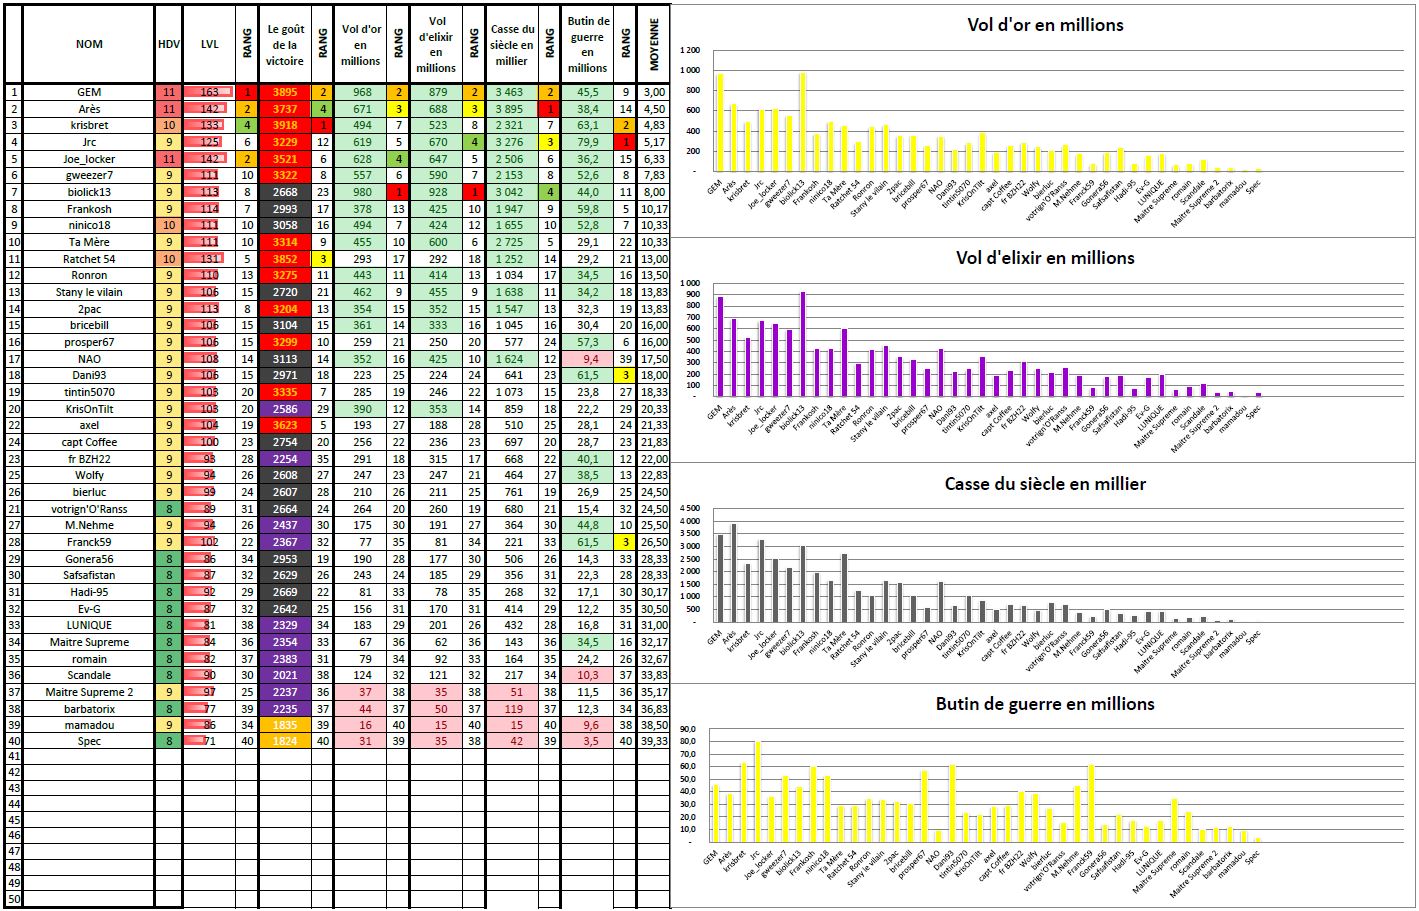 NOM HDV LVL RANG Le goût de la victoire RANG Vol d'or en millions RANG Vol d'elixir en millions RANG Casse du siècle en millier RANG Butin de guerre en millions RANG MOYENNE
1 GEM 11 163 1 3895 2 968 2 879 2 3 463 2 45,5 9 3,00
2 Arès 11 142 2 3737 4 671 3 688 3 3 895 1 38,4 14 4,50
3 krisbret 10 133 4 3918 1 494 7 523 8 2 321 7 63,1 2 4,83
4 Jrc 9 125 6 3229 12 619 5 670 4 3 276 3 79,9 1 5,17
5 Joe_locker 11 142 2 3521 6 628 4 647 5 2 506 6 36,2 15 6,33
6 gweezer7 9 111 10 3322 8 557 6 590 7 2 153 8 52,6 8 7,83
7 biolick13 9 113 8 2668 23 980 1 928 1 3 042 4 44,0 11 8,00
8 Frankosh 9 114 7 2993 17 378 13 425 10 1 947 9 59,8 5 10,17
9 ninico18 10 111 10 3058 16 494 7 424 12 1 655 10 52,8 7 10,33
10 Ta Mère 9 111 10 3314 9 455 10 600 6 2 725 5 29,1 22 10,33
11 Ratchet 54 10 131 5 3852 3 293 17 292 18 1 252 14 29,2 21 13,00
12 Ronron 9 110 13 3275 11 443 11 414 13 1 034 17 34,5 16 13,50
13 Stany le vilain 9 106 15 2720 21 462 9 455 9 1 638 11 34,2 18 13,83
14 2pac 9 113 8 3204 13 354 15 352 15 1 547 13 32,3 19 13,83
15 bricebill 9 106 15 3104 15 361 14 333 16 1 045 16 30,4 20 16,00
16 prosper67 9 106 15 3299 10 259 21 250 20 577 24 57,3 6 16,00
17 NAO 9 108 14 3113 14 352 16 425 10 1 624 12 9,4 39 17,50
18 Dani93 9 106 15 2971 18 223 25 224 24 641 23 61,5 3 18,00
19 tintin5070 9 103 20 3335 7 285 19 246 22 1 073 15 23,8 27 18,33
20 KrisOnTilt 9 103 20 2586 29 390 12 353 14 859 18 22,2 29 20,33
22 axel 9 104 19 3623 5 193 27 188 28 510 25 28,1 24 21,33
24 capt Coffee 9 100 23 2754 20 256 22 236 23 697 20 28,7 23 21,83
23 fr BZH22 9 93 28 2254 35 291 18 315 17 668 22 40,1 12 22,00
25 Wolfy 9 94 26 2608 27 247 23 247 21 464 27 38,5 13 22,83
26 bierluc 9 99 24 2607 28 210 26 211 25 761 19 26,9 25 24,50
21 votrign'O'Ranss 8 89 31 2664 24 264 20 260 19 680 21 15,4 32 24,50
27 M.Nehme 9 94 26 2437 30 175 30 191 27 364 30 44,8 10 25,50
28 Franck59 9 102 22 2367 32 77 35 81 34 221 33 61,5 3 26,50
29 Gonera56 8 86 34 2953 19 190 28 177 30 506 26 14,3 33 28,33
30 Safsafistan 8 87 32 2629 26 243 24 185 29 356 31 22,3 28 28,33
31 Hadi-95 8 92 29 2669 22 81 33 78 35 268 32 17,1 30 30,17
32 Ev-G 8 87 32 2642 25 156 31 170 31 414 29 12,2 35 30,50
33 LUNIQUE 8 81 38 2329 34 183 29 201 26 432 28 16,8 31 31,00
34 Maitre Supreme 8 84 36 2354 33 67 36 62 36 143 36 34,5 16 32,17
35 romain 8 82 37 2383 31 79 34 92 33 164 35 24,2 26 32,67
36 Scandale 8 90 30 2021 38 124 32 121 32 217 34 10,3 37 33,83
37 Maitre Supreme 2 9 97 25 2237 36 37 38 35 38 51 38 11,5 36 35,17
38 barbatorix 8 77 39 2235 37 44 37 50 37 119 37 12,3 34 36,83
39 mamadou 9 86 34 1835 39 16 40 15 40 15 40 9,6 38 38,50
40 Spec 8 71 40 1824 40 31 39 35 38 42 39 3,5 40 39,33
41
42
43
44
45
46
47
48
49
50
Vol d'or en millions
1 200
1 000
800
600
400
200
-
GEM Arès krisbret Jrc Joe_locker gweezer7 biolick13 Frankosh ninico18 Ta Mère Ratchet 54 Ronron Stany le vilain 2pac bricebill prosper67 NAO Dani93 tintin5070 KrisOnTilt axel capt Coffee fr BZH22 Wolfy bierluc votrign'O'Ranss M.Nehme Franck59 Gonera56 Safsafistan Hadi-95 Ev-G LUNIQUE Maitre Supreme romain Scandale Maitre Supreme 2 barbatorix mamadou Spec
Vol d'elixir en millions
1 000
900
800
700
600
500
400
300
200
100
-
GEM Arès krisbret Jrc Joe_locker gweezer7 biolick13 Frankosh ninico18 Ta Mère Ratchet 54 Ronron Stany le vilain 2pac bricebill prosper67 NAO Dani93 tintin5070 KrisOnTilt axel capt Coffee fr BZH22 Wolfy bierluc votrign'O'Ranss M.Nehme Franck59 Gonera56 Safsafistan Hadi-95 Ev-G LUNIQUE Maitre Supreme romain Scandale Maitre Supreme 2 barbatorix mamadou Spec
Casse du siècle en millier
4 500
4 000
3 500
3 000
2 500
2 000
1 500
1 000
500
-
GEM Arès krisbret Jrc Joe_locker gweezer7 biolick13 Frankosh ninico18 Ta Mère Ratchet 54 Ronron Stany le vilain 2pac bricebill prosper67 NAO Dani93 tintin5070 KrisOnTilt axel capt Coffee fr BZH22 Wolfy bierluc votrign'O'Ranss M.Nehme Franck59 Gonera56 Safsafistan Hadi-95 Ev-G LUNIQUE Maitre Supreme romain Scandale Maitre Supreme 2 barbatorix mamadou Spec
Butin de guerre en millions
90,0
80,0
70,0
60,0
50,0
40,0
30,0
20,0
10,0
-
GEM Arès krisbret Jrc Joe_locker gweezer7 biolick13 Frankosh ninico18 Ta Mère Ratchet 54 Ronron Stany le vilain 2pac bricebill prosper67 NAO Dani93 tintin5070 KrisOnTilt axel capt Coffee fr BZH22 Wolfy bierluc votrign'O'Ranss M.Nehme Franck59 Gonera56 Safsafistan Hadi-95 Ev-G LUNIQUE Maitre Supreme romain Scandale Maitre Supreme 2 barbatorix mamadou Spec